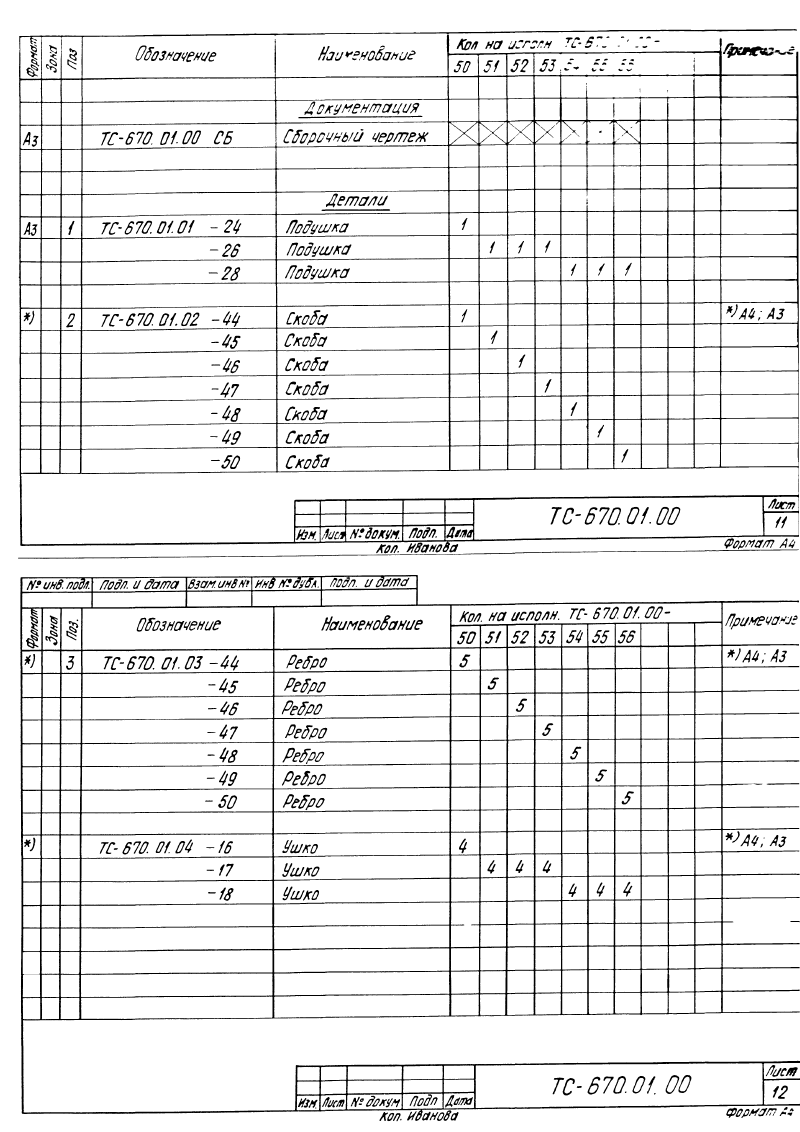 Формат Зона Поз Обозначение Наименование Кол на исполн ТС-670.01.00- Примечание
50 51 52 53 54 55 56
Документация
А3 ТС-670.01.00 СБ Сборочный чертеж
Детали
А3 1 ТС-670.01.01 -24 Подушка 1
-26 Подушка 1 1 1
-28 Подушка 1 1 1
*) 2 ТС-670.01.02 -44 Скоба 1 *) А4; А3
-45 Скоба 1
-46 Скоба 1
-47 Скоба 1
-48 Скоба 1
-49 Скоба 1
-50 Скоба 1
ТС-670.01.00 Лист 11
Изм. Лист № докум. Подп. Дата
Коп. Иванова Формат А4
№ инв. подл. Подп. и дата Взам. инв № Инв № дубл. Подп. и дата
Формат Зона Поз. Обозначение Наименование Кол. на исполн. ТС-670.01.00- Примечание
50 51 52 53 54 55 56
*) 3 ТС-670.01.03 -44 Ребро 5 *) А4; А3
-45 Ребро 5
-46 Ребро 5
-47 Ребро 5
-48 Ребро 5
-49 Ребро 5
-50 Ребро 5
*) ТС-670.01.04 -16 Ушко 4 *) А4; А3
-17 Ушко 4 4 4
-18 Ушко 4 4 4
ТС-670.01.00 Лист 12
Изм. Лист № докум Подп Дата
Коп. Иванова Формат А4